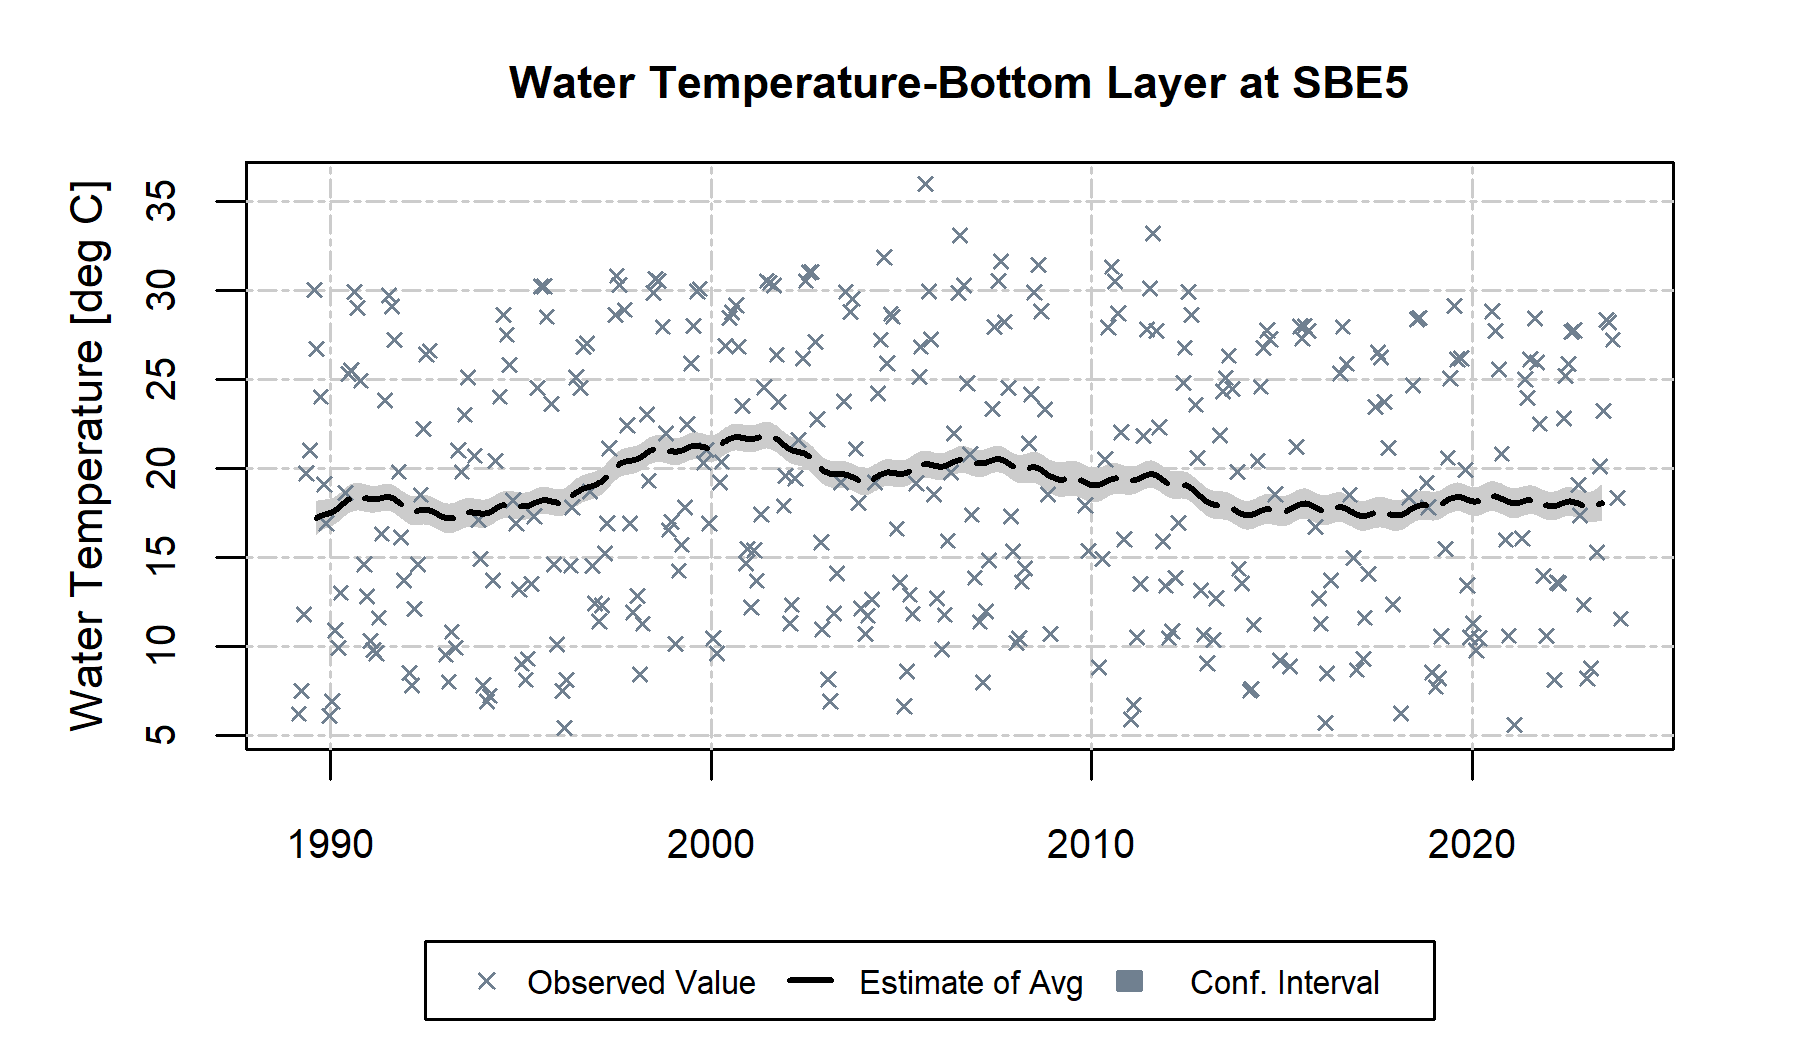 Water Temperature-Bottom Layer at SBE5
Water Temperature [deg C]
35
30
25
20
15
10
5
1990 2000 2010 2020
Observed Value Estimate of Avg Conf. Interval